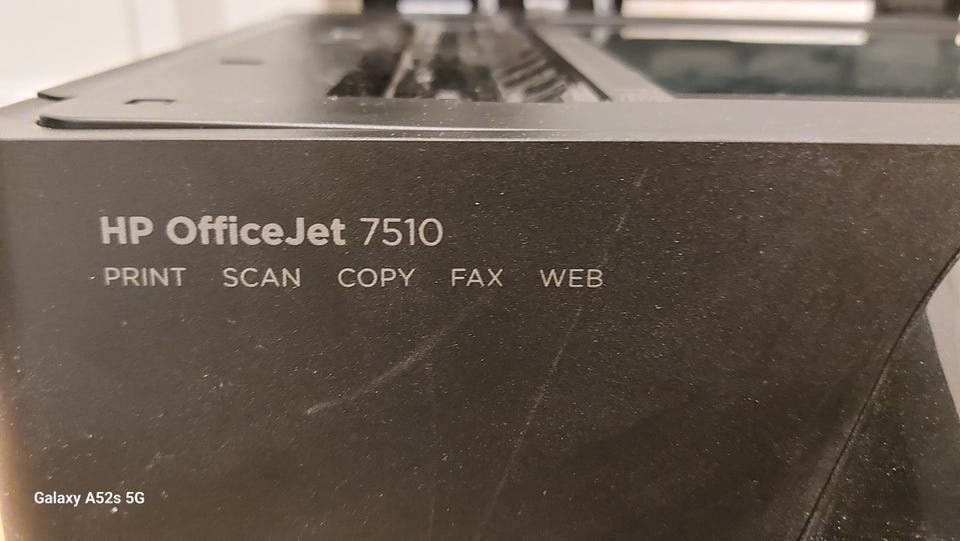 HP OfficeJet 7510
PRINT SCAN COPY FAX WEB
Galaxy A52s 5G